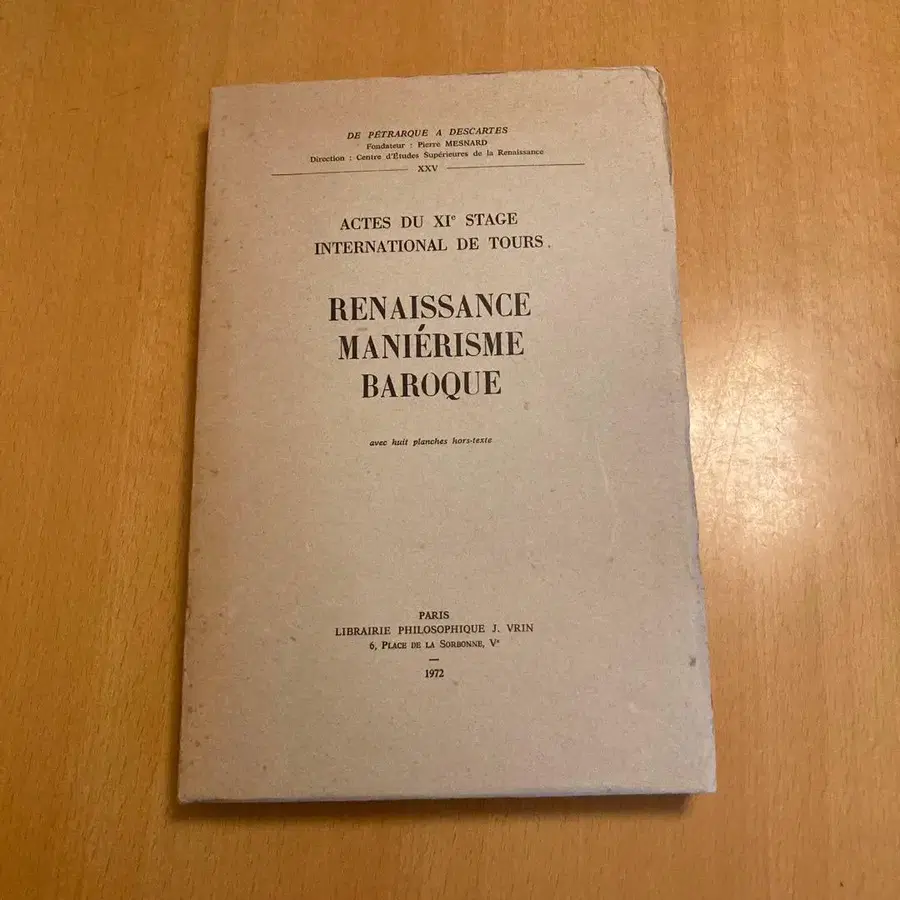 DE PÉTRARQUE A DESCARTES
Fondateur : Pierre MESNARD
Direction : Centre d'Études Supérieures de la Renaissance
XXV
ACTES DU XIe STAGE
INTERNATIONAL DE TOURS.
RENAISSANCE
MANIÉRISME
BAROQUE
avec huit planches hors-texte
PARIS
LIBRAIRIE PHILOSOPHIQUE J. VRIN
6, PLACE DE LA SORBONNE, Ve
1972